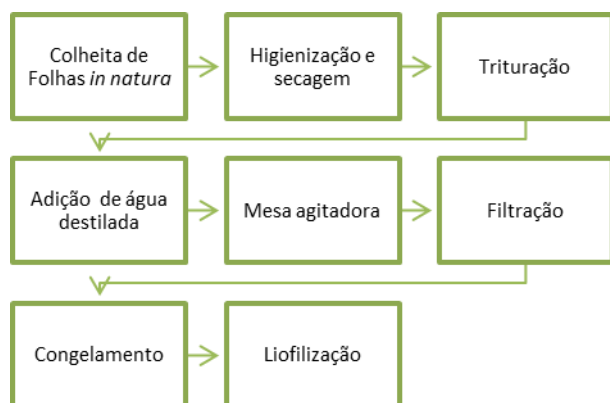 Colheita de
Folhas in natura
Higienização e
secagem
Trituração
Adição de água
destilada
Mesa agitadora
Filtração
Congelamento
Liofilização